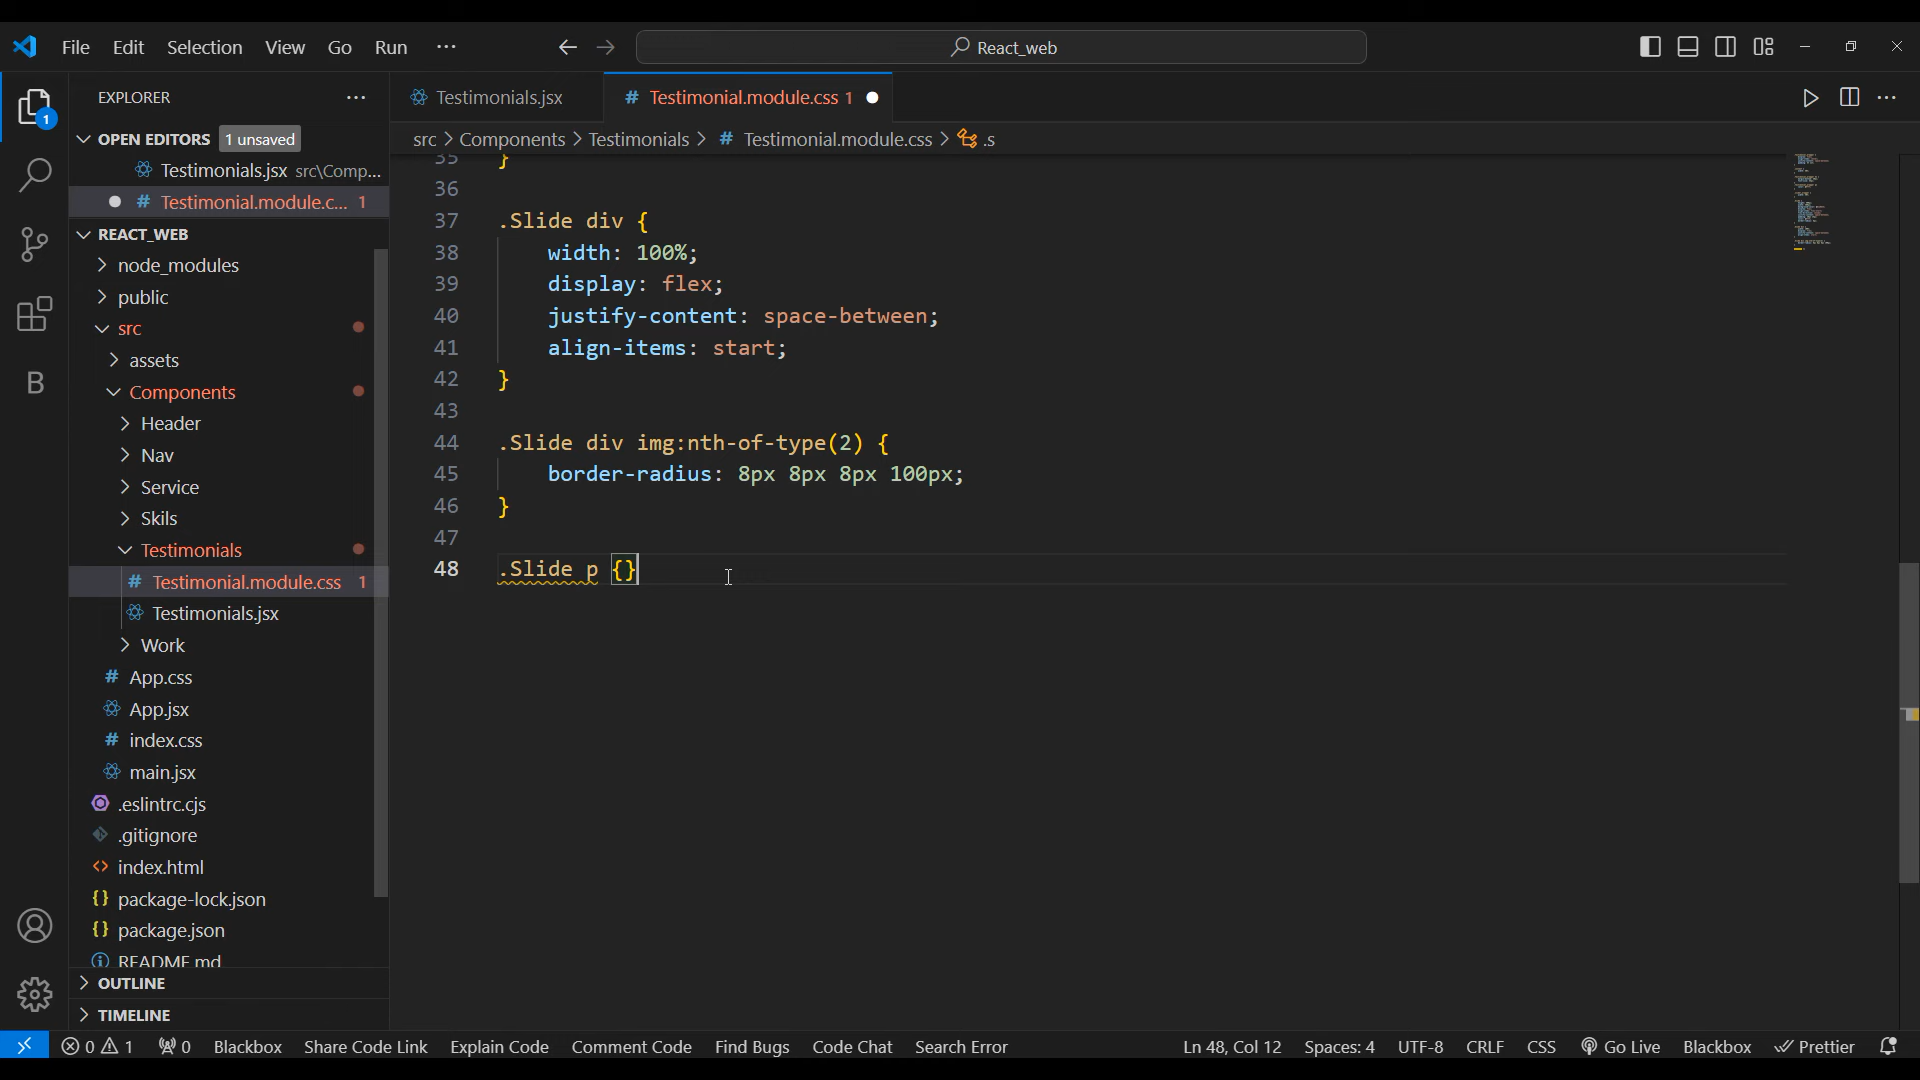 File Edit Selection View Go Run ··· React_web
EXPLORER ···
OPEN EDITORS 1 unsaved
Testimonials.jsx src\Comp...
Testimonial.module.c... 1
REACT_WEB
node_modules
public
src
assets
Components
Header
Nav
Service
Skils
Testimonials
Testimonial.module.css 1
Testimonials.jsx
Work
App.css
App.jsx
index.css
main.jsx
.eslintrc.cjs
.gitignore
index.html
package-lock.json
package.json
README.md
OUTLINE
TIMELINE
1
B
Testimonials.jsx # Testimonial.module.css 1
src > Components > Testimonials > # Testimonial.module.css > .s
35 }
36
37 .Slide div {
38 width: 100%;
39 display: flex;
40 justify-content: space-between;
41 align-items: start;
42 }
43
44 .Slide div img:nth-of-type(2) {
45 border-radius: 8px 8px 8px 100px;
46 }
47
48 .Slide p {}
0 1 0 Blackbox Share Code Link Explain Code Comment Code Find Bugs Code Chat Search Error Ln 48, Col 12 Spaces: 4 UTF-8 CRLF CSS Go Live Blackbox Prettier